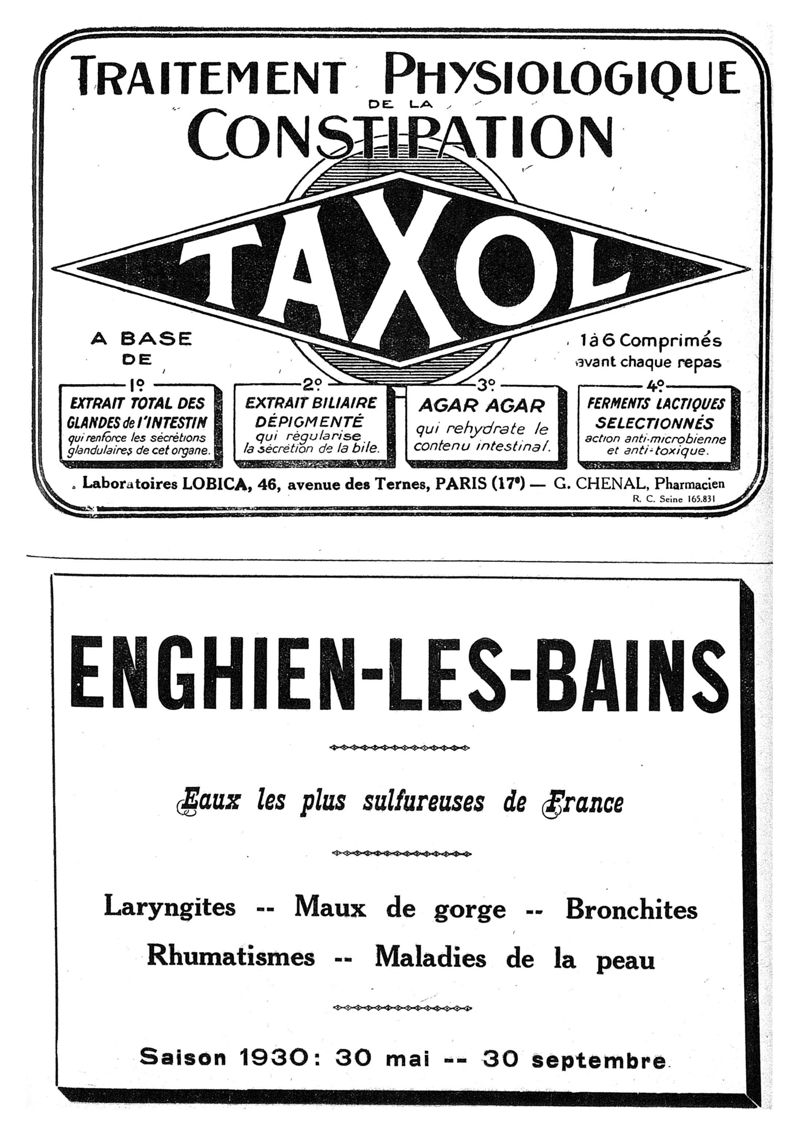 TRAITEMENT PHYSIOLOGIQUE
DE LA
CONSTIPATION
TAXOL
A BASE
DE
1 à 6 Comprimés
avant chaque repas
1º
EXTRAIT TOTAL DES
GLANDES de l'INTESTIN
qui renforce les sécrétions
glandulaires de cet organe.
2º
EXTRAIT BILIAIRE
DÉPIGMENTÉ
qui régularise
la sécrétion de la bile.
3º
AGAR AGAR
qui rehydrate le
contenu intestinal.
4º
FERMENTS LACTIQUES
SELECTIONNÉS
action anti-microbienne
et anti-toxique.
Laboratoires LOBICA, 46, avenue des Ternes, PARIS (17e) — G. CHENAL, Pharmacien
R. C. Seine 165.831
ENGHIEN-LES-BAINS
Eaux les plus sulfureuses de France
Laryngites -- Maux de gorge -- Bronchites
Rhumatismes -- Maladies de la peau
Saison 1930: 30 mai -- 30 septembre